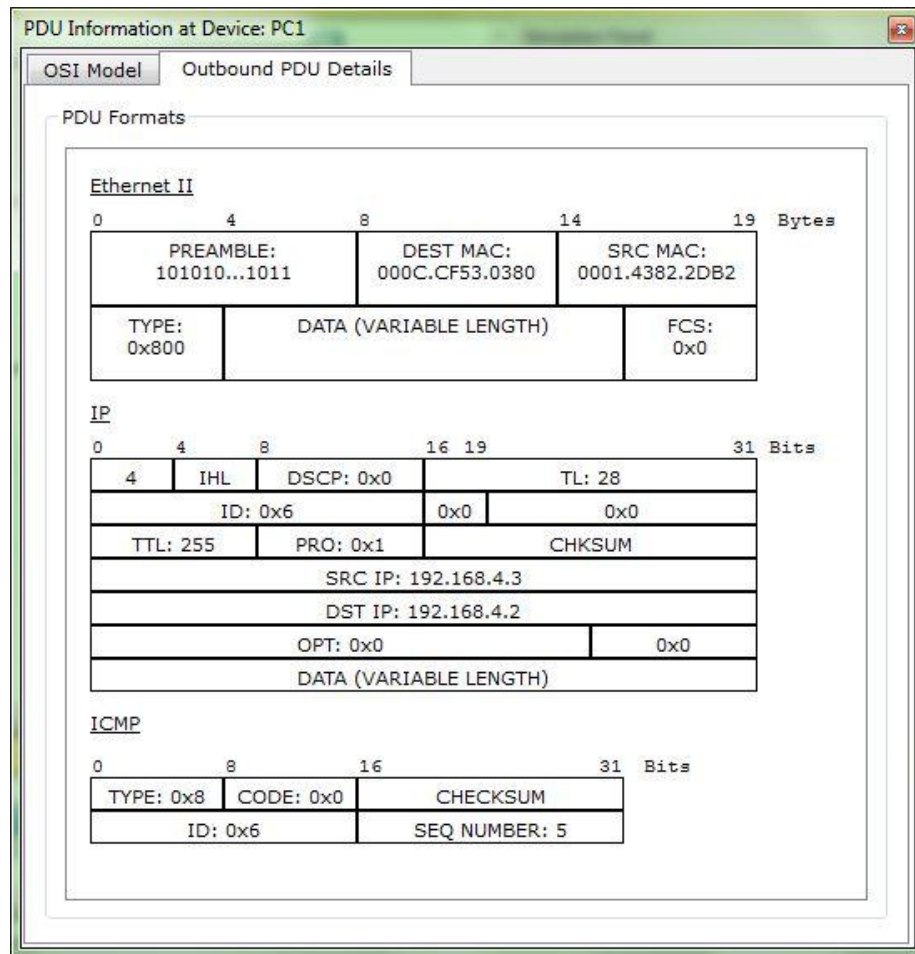 PDU Information at Device: PC1
OSI Model Outbound PDU Details
PDU Formats
Ethernet II
0 4 8 14 19 Bytes
PREAMBLE: DEST MAC: SRC MAC:
101010...1011 000C.CF53.0380 0001.4382.2DB2
TYPE: DATA (VARIABLE LENGTH) FCS:
0x800 0x0
IP
0 4 8 16 19 31 Bits
4 IHL DSCP: 0x0 TL: 28
ID: 0x6 0x0 0x0
TTL: 255 PRO: 0x1 CHKSUM
SRC IP: 192.168.4.3
DST IP: 192.168.4.2
OPT: 0x0 0x0
DATA (VARIABLE LENGTH)
ICMP
0 8 16 31 Bits
TYPE: 0x8 CODE: 0x0 CHECKSUM
ID: 0x6 SEQ NUMBER: 5